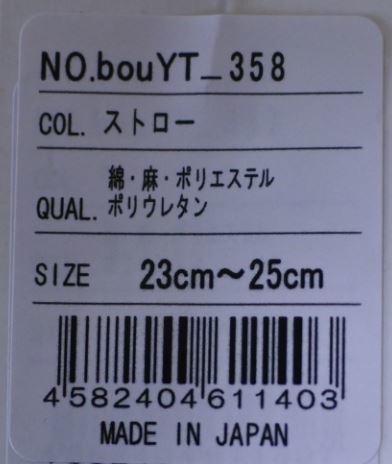 NO.bouYT_358
COL. ストロー
綿・麻・ポリエステル
QUAL. ポリウレタン
SIZE 23cm～25cm
4582404611403
MADE IN JAPAN